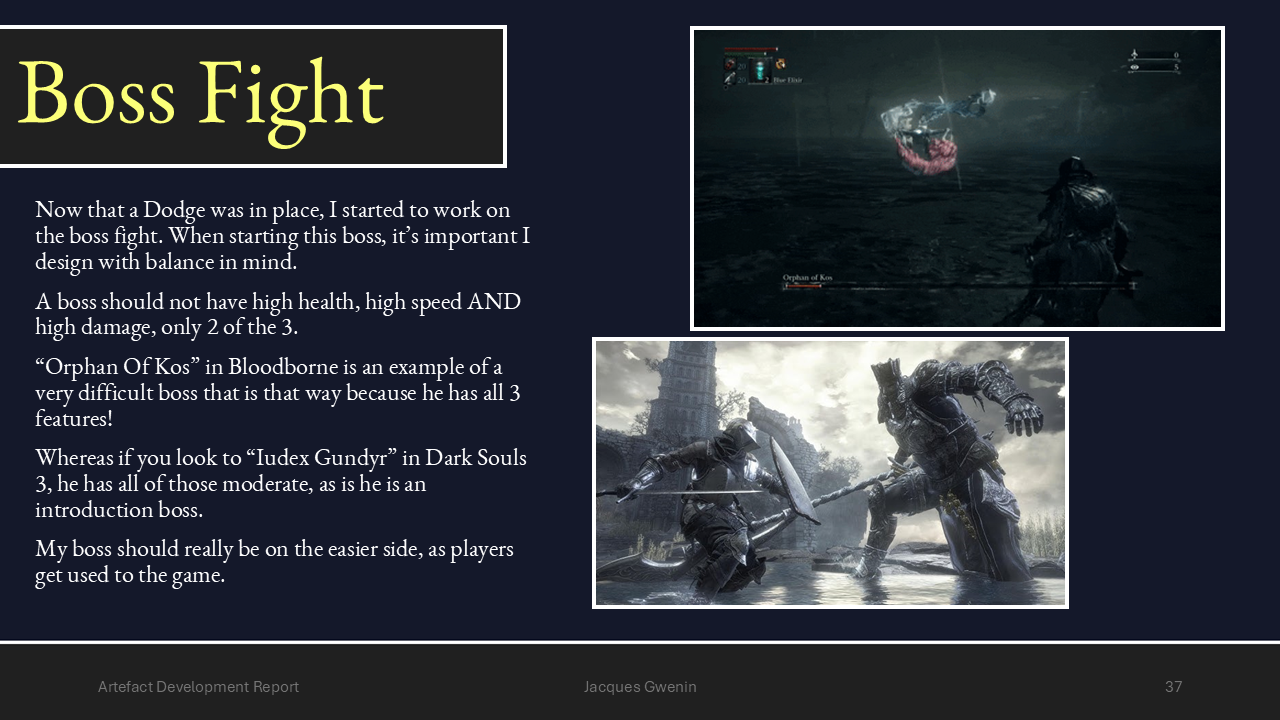 Boss Fight
Now that a Dodge was in place, I started to work on
the boss fight. When starting this boss, it’s important I
design with balance in mind.
A boss should not have high health, high speed AND
high damage, only 2 of the 3.
“Orphan Of Kos” in Bloodborne is an example of a
very difficult boss that is that way because he has all 3
features!
Whereas if you look to “Iudex Gundyr” in Dark Souls
3, he has all of those moderate, as is he is an
introduction boss.
My boss should really be on the easier side, as players
get used to the game.
20
20
2
Blue Elixir
0
5
Orphan of Kos
Artefact Development Report
Jacques Gwenin
37